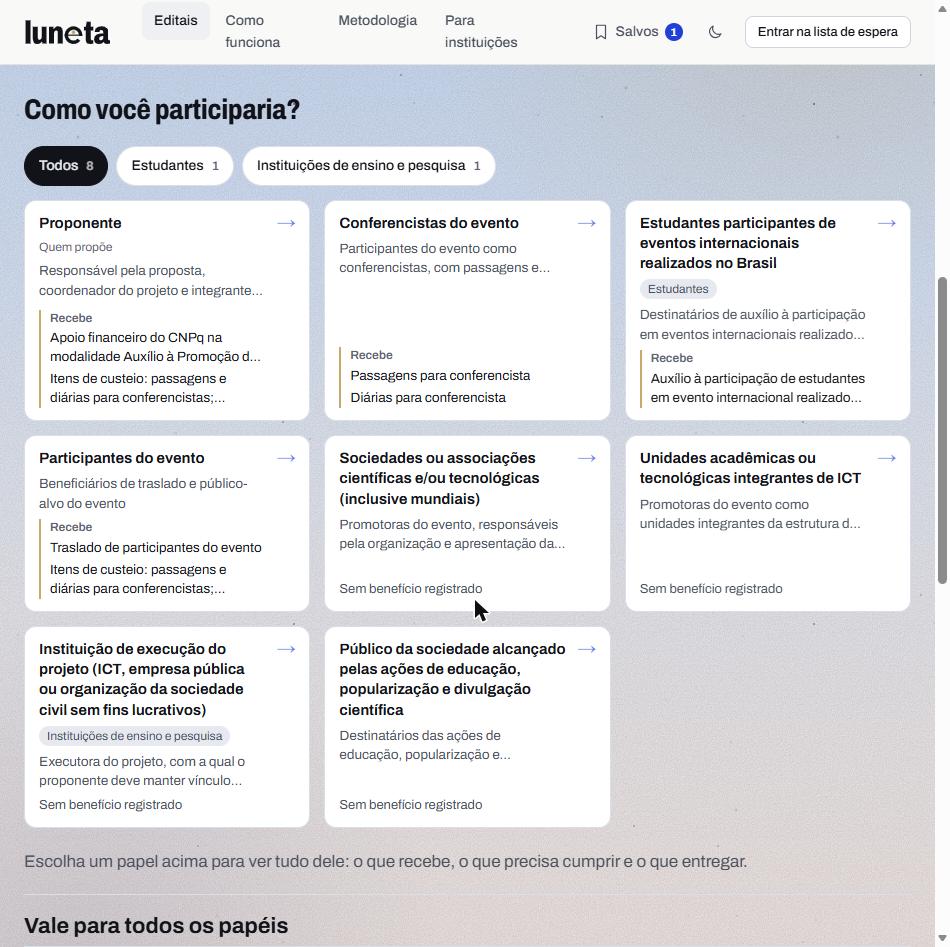 luneta
Editais
Como
funciona
Metodologia
Para
instituições
Salvos 1
Entrar na lista de espera
Como você participaria?
Todos 8
Estudantes 1
Instituições de ensino e pesquisa 1
Proponente →
Quem propõe
Responsável pela proposta,
coordenador do projeto e integrante...
Recebe
Apoio financeiro do CNPq na
modalidade Auxílio à Promoção d...
Itens de custeio: passagens e
diárias para conferencistas;...
Conferencistas do evento →
Participantes do evento como
conferencistas, com passagens e...
Recebe
Passagens para conferencista
Diárias para conferencista
Estudantes participantes de →
eventos internacionais
realizados no Brasil
Estudantes
Destinatários de auxílio à participação
em eventos internacionais realizado...
Recebe
Auxílio à participação de estudantes
em evento internacional realizado...
Participantes do evento →
Beneficiários de traslado e público-
alvo do evento
Recebe
Traslado de participantes do evento
Itens de custeio: passagens e
diárias para conferencistas;...
Sociedades ou associações →
científicas e/ou tecnológicas
(inclusive mundiais)
Promotoras do evento, responsáveis
pela organização e apresentação da...
Sem benefício registrado
Unidades acadêmicas ou →
tecnológicas integrantes de ICT
Promotoras do evento como
unidades integrantes da estrutura d...
Sem benefício registrado
Instituição de execução do →
projeto (ICT, empresa pública
ou organização da sociedade
civil sem fins lucrativos)
Instituições de ensino e pesquisa
Executora do projeto, com a qual o
proponente deve manter vínculo...
Sem benefício registrado
Público da sociedade alcançado →
pelas ações de educação,
popularização e divulgação
científica
Destinatários das ações de
educação, popularização e...
Sem benefício registrado
Escolha um papel acima para ver tudo dele: o que recebe, o que precisa cumprir e o que entregar.
Vale para todos os papéis